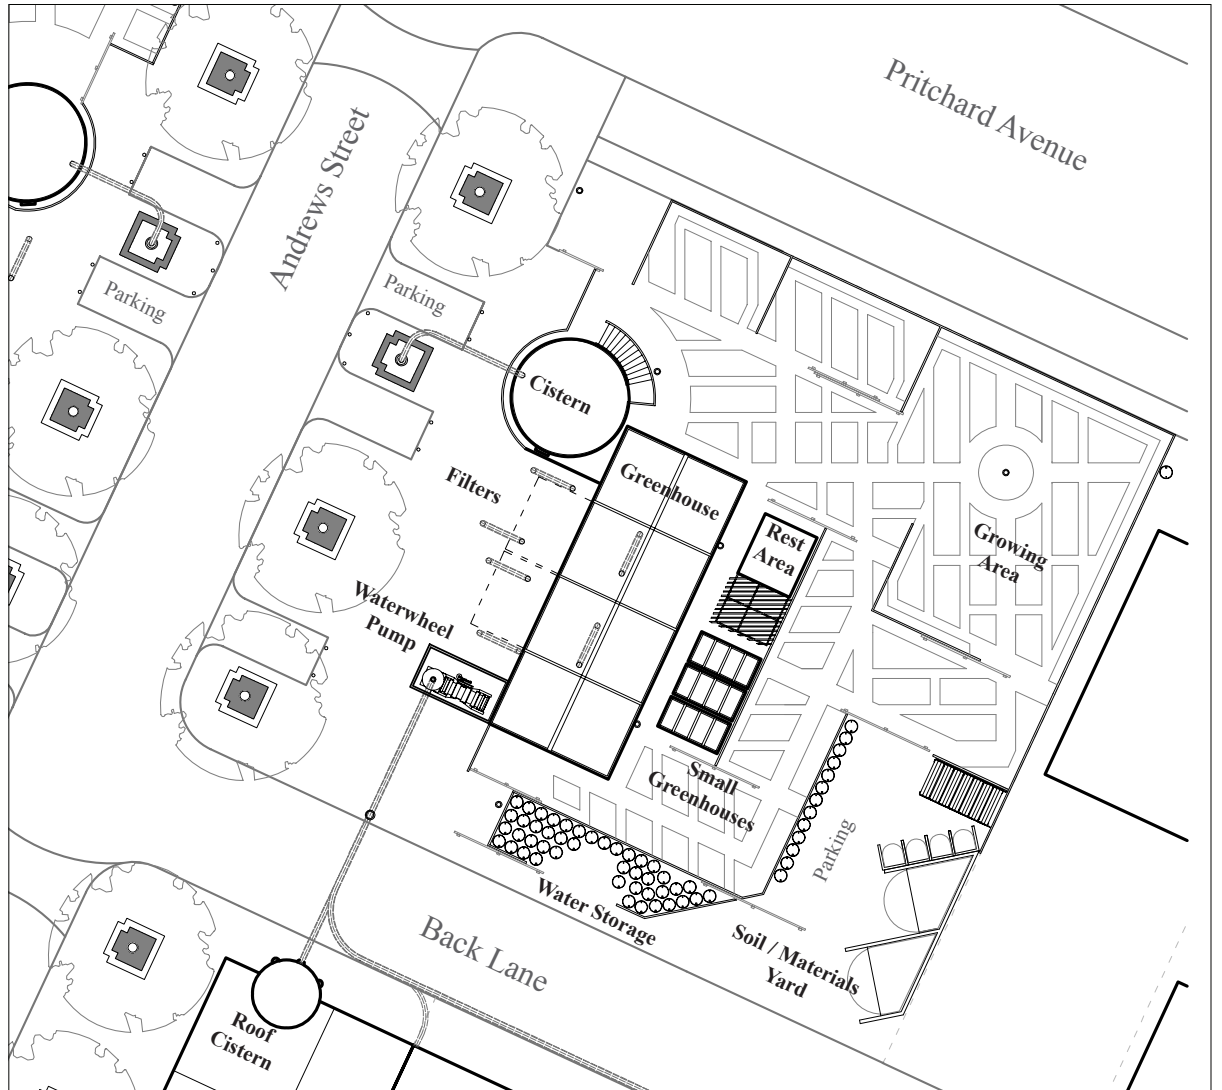 Pritchard Avenue
Andrews Street
Parking
Parking
Cistern
Filters
Greenhouse
Rest
Area
Growing
Area
Waterwheel
Pump
Small
Greenhouses
Parking
Water Storage
Soil / Materials
Yard
Back Lane
Roof
Cistern